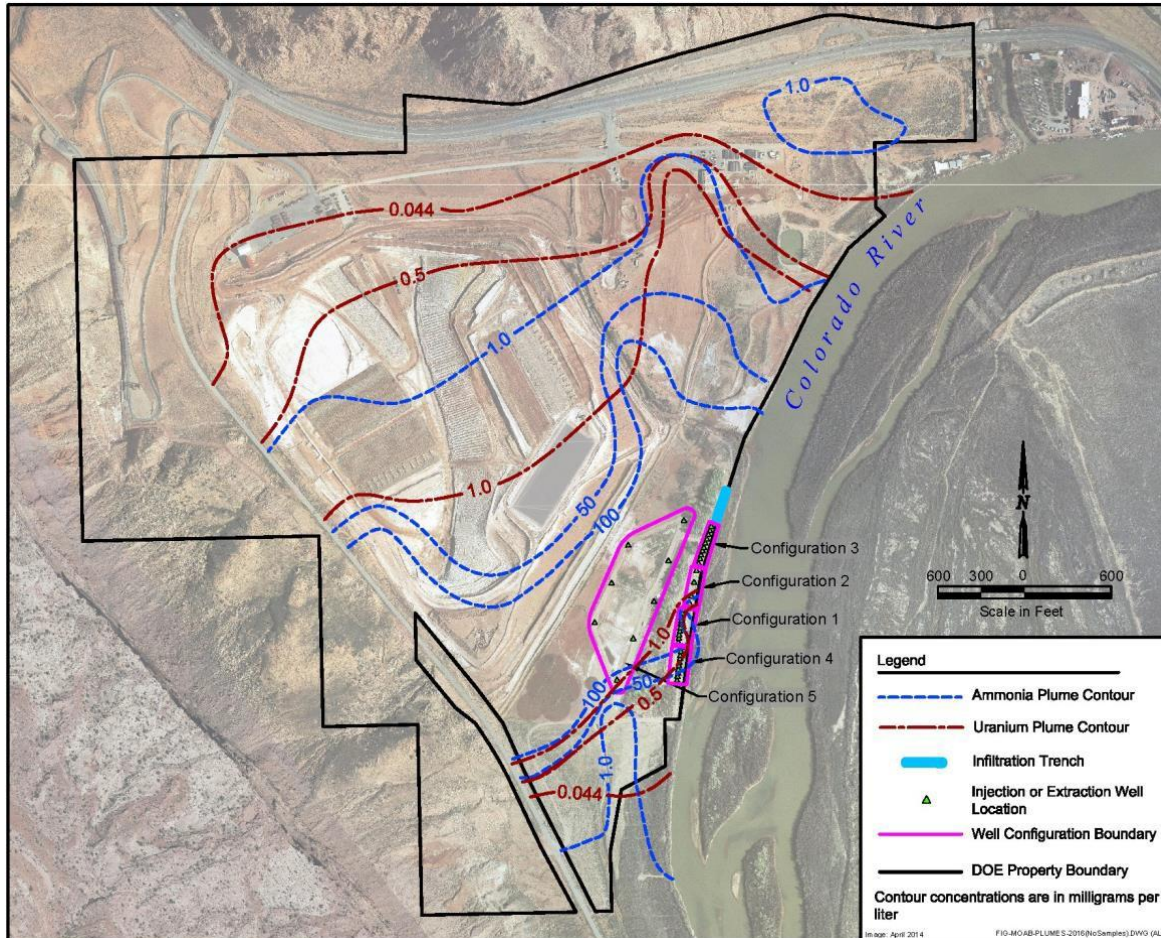 1.0
0.044
0.5
Colorado River
1.0
1.0
50
100
N
Configuration 3
Configuration 2
600
0
600
Scale in Feet
Configuration 1
1.0
Configuration 4
100
50
0.5
Configuration 5
1.0
0.044
Legend
Ammonia Plume Contour
Uranium Plume Contour
Infiltration Trench
Injection or Extraction Well
Location
Well Configuration Boundary
DOE Property Boundary
Contour concentrations are in milligrams per
liter
Image: April 2014
FIG-MOAB-PLUMES-2016(NoSamples).DWG (AL